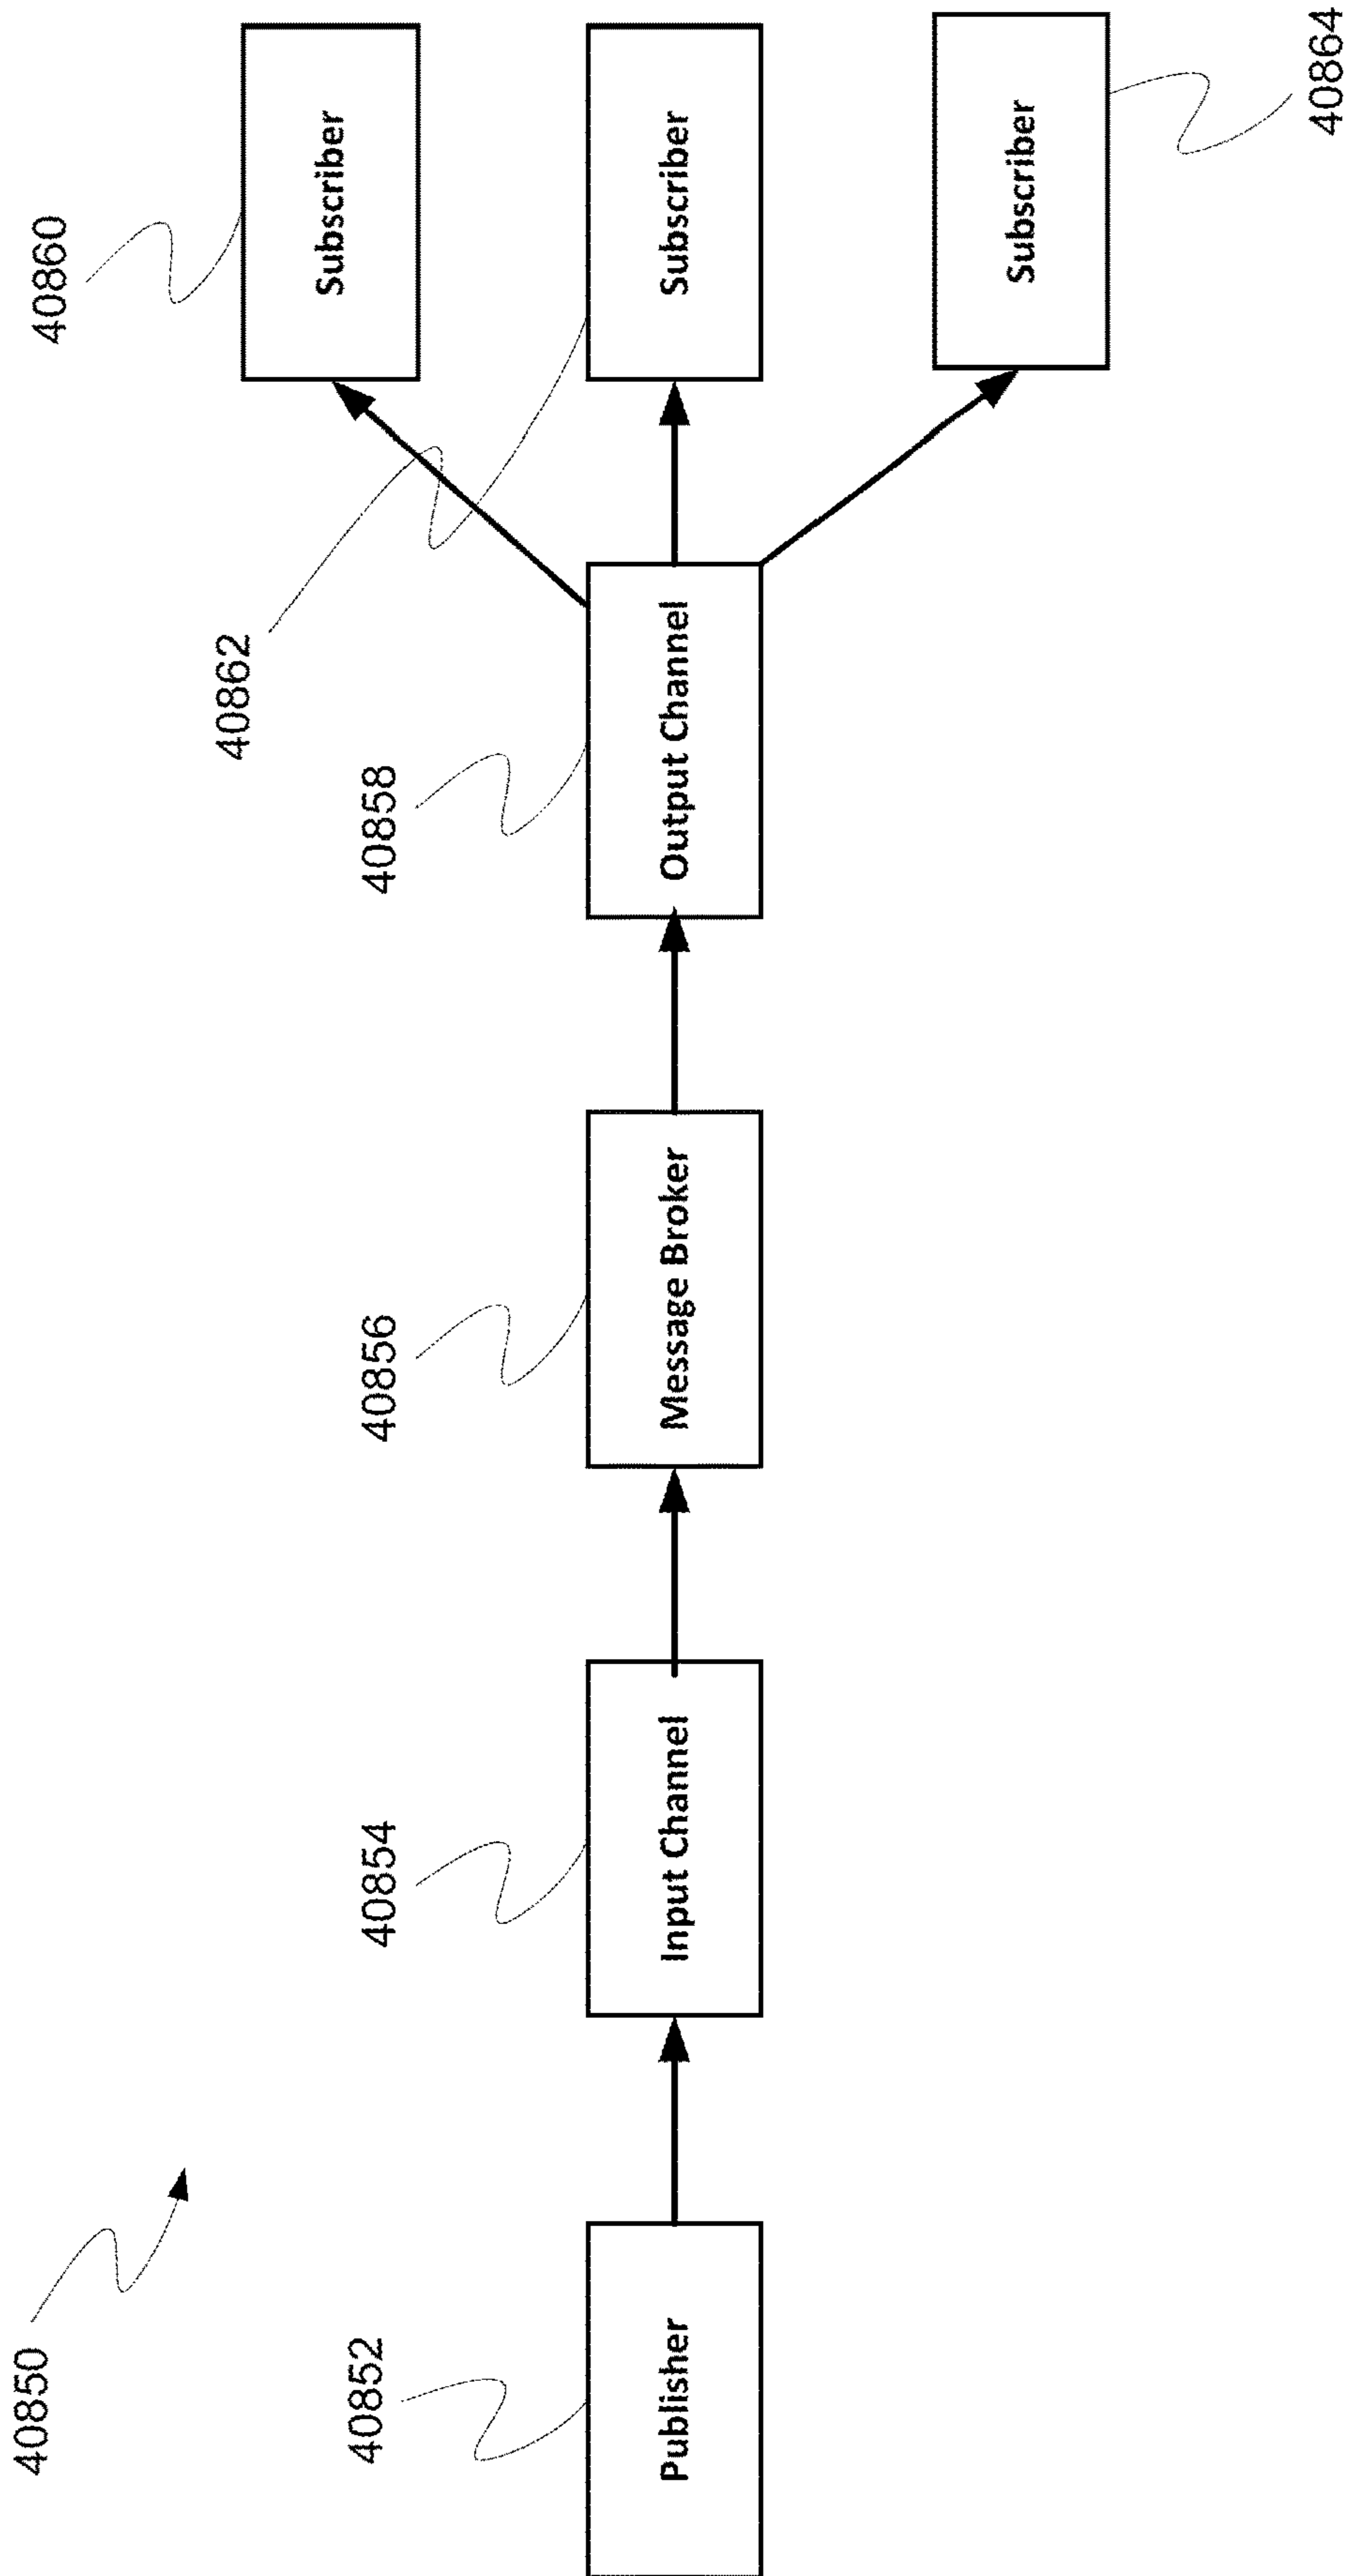 40850
40852
Publisher
40854
Input Channel
40856
Message Broker
40858
Output Channel
40860
Subscriber
40862
Subscriber
40864
Subscriber